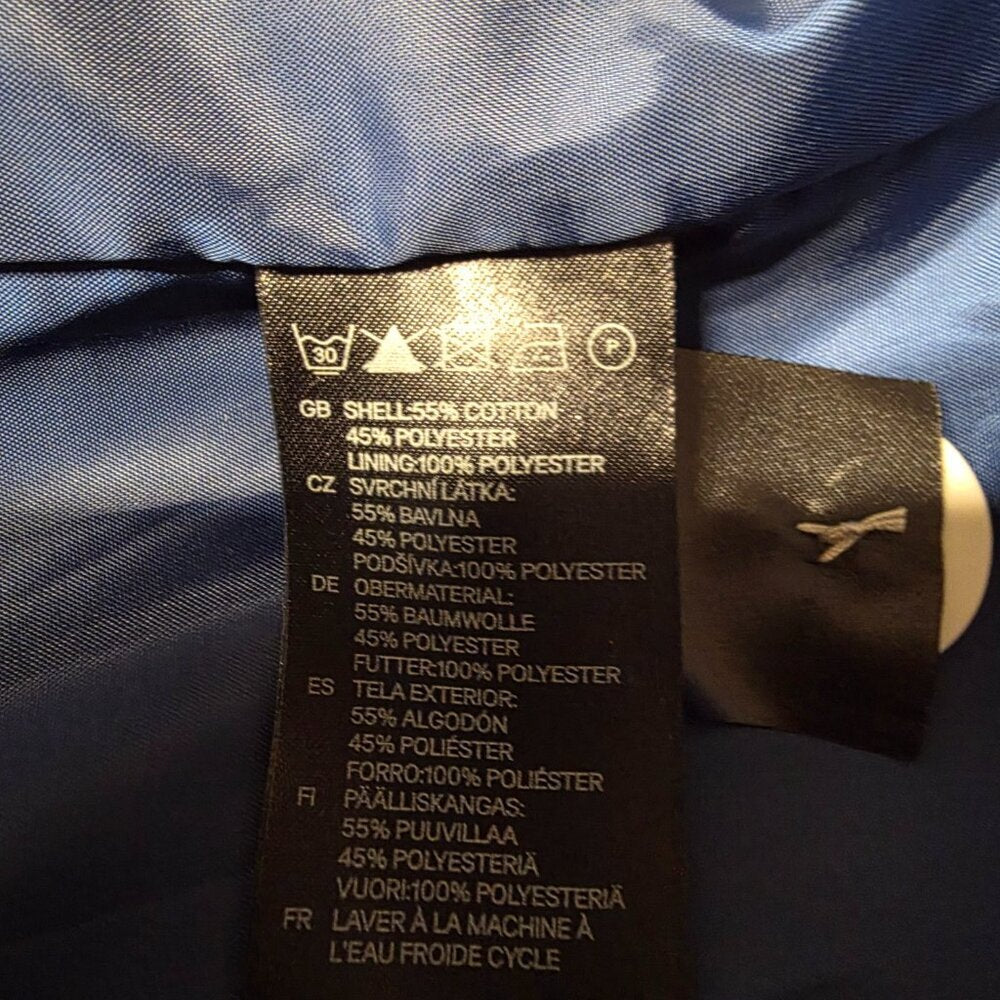 30
P
GB SHELL:55% COTTON
45% POLYESTER
LINING:100% POLYESTER
CZ SVRCHNÍ LÁTKA:
55% BAVLNA
45% POLYESTER
PODŠÍVKA:100% POLYESTER
DE OBERMATERIAL:
55% BAUMWOLLE
45% POLYESTER
FUTTER:100% POLYESTER
ES TELA EXTERIOR:
55% ALGODÓN
45% POLIÉSTER
FORRO:100% POLIÉSTER
FI PÄÄLLISKANGAS:
55% PUUVILLAA
45% POLYESTERIÄ
VUORI:100% POLYESTERIÄ
FR LAVER À LA MACHINE À
L'EAU FROIDE CYCLE